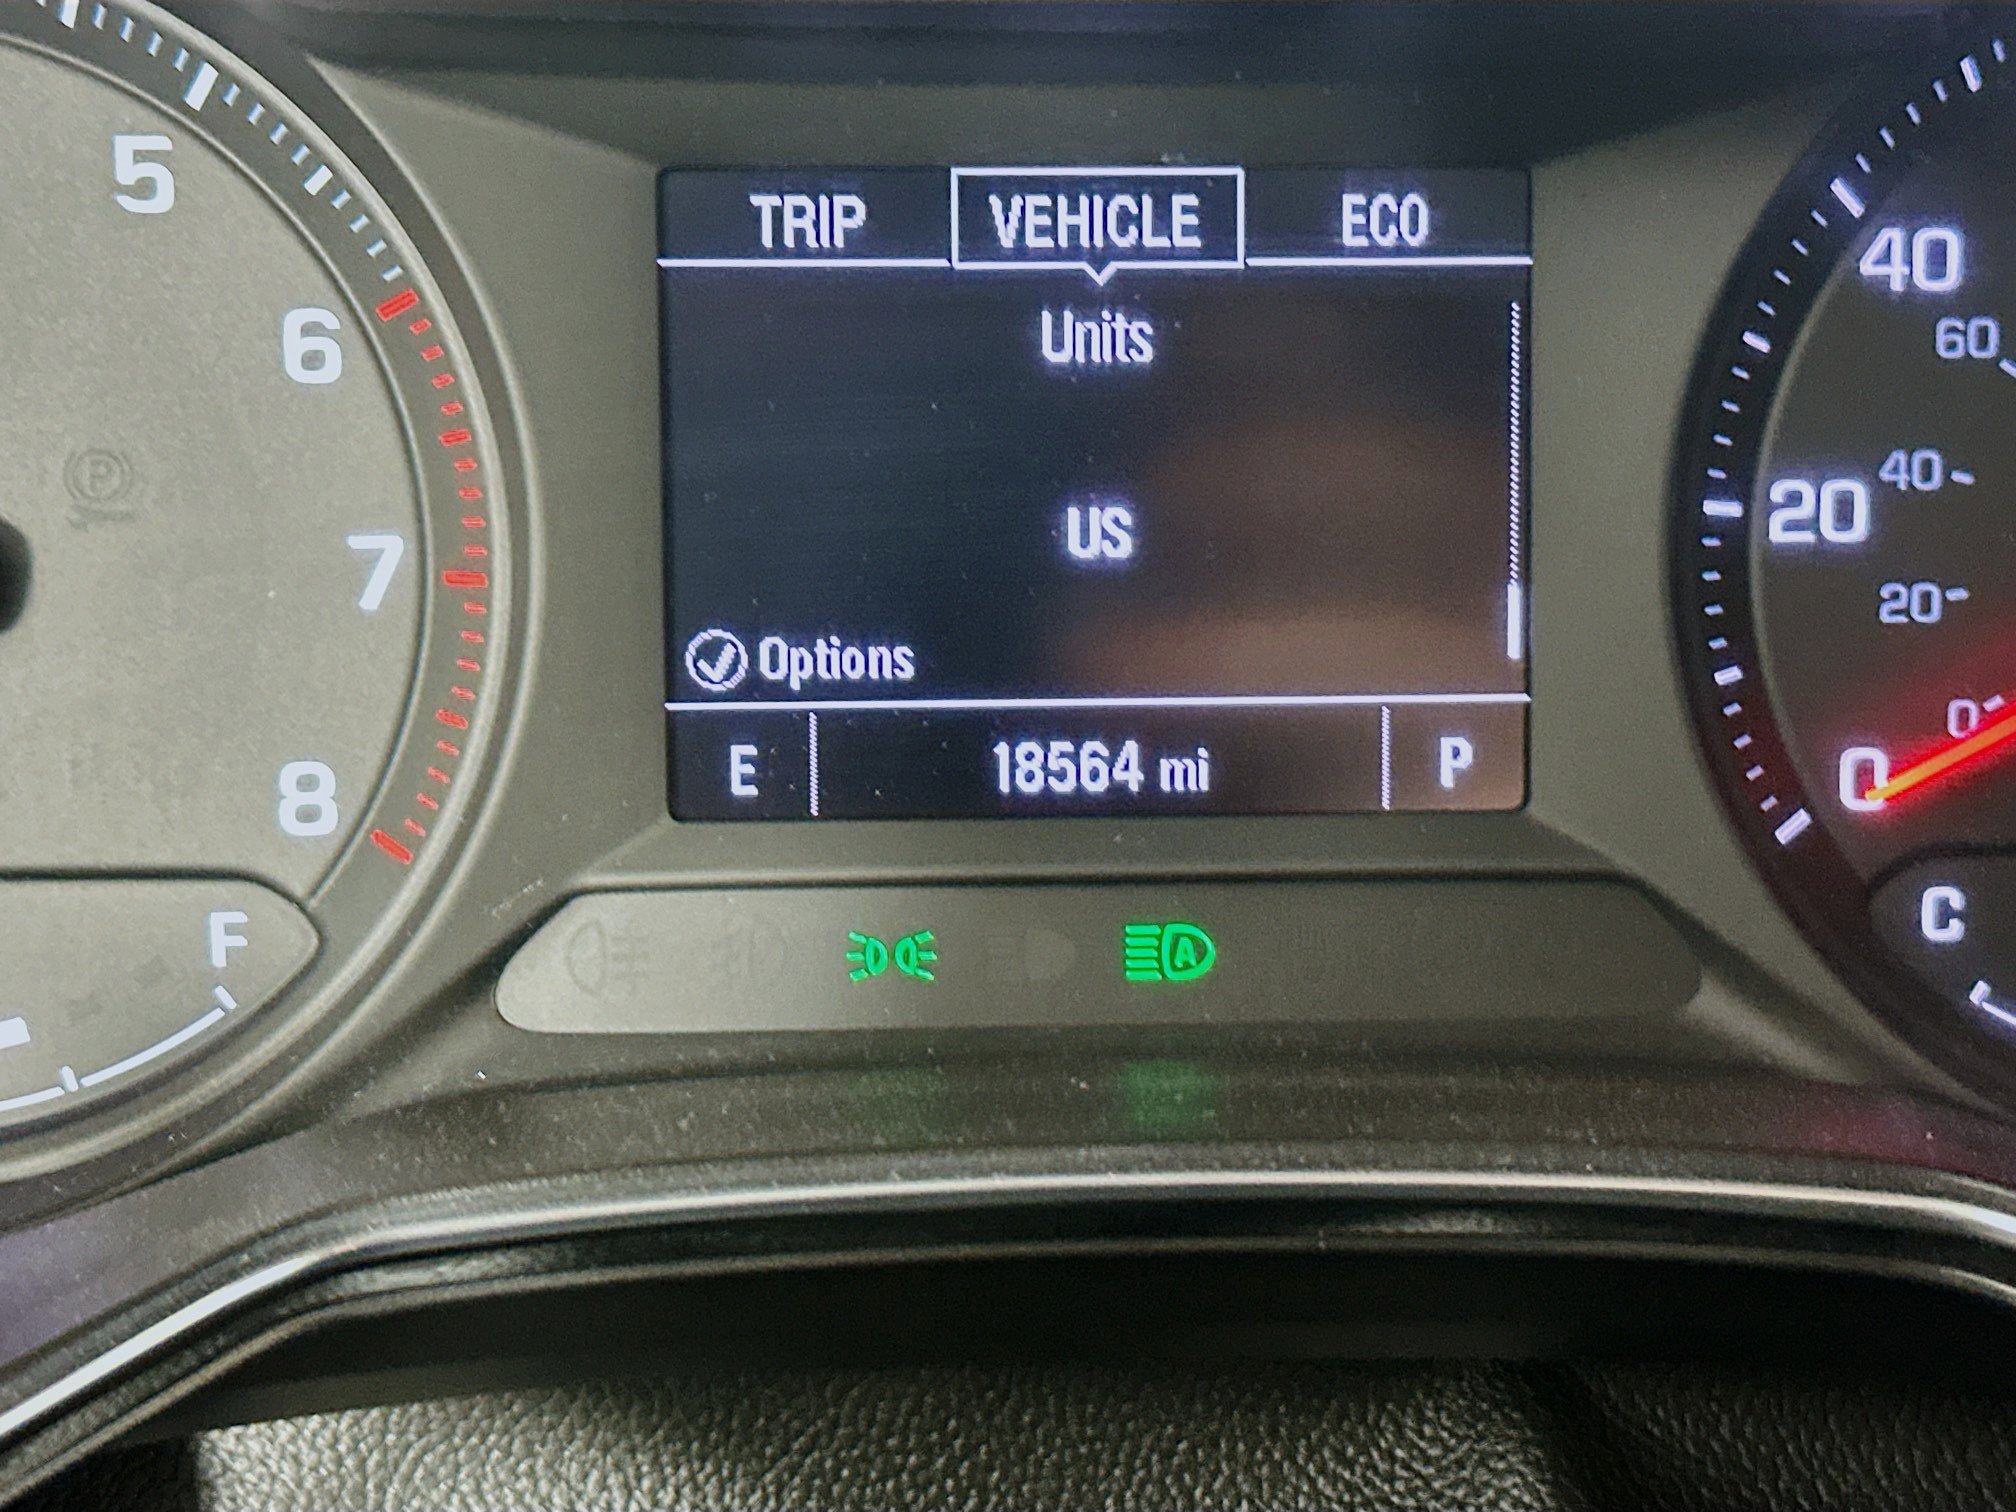 5
6
7
8
F
TRIP VEHICLE ECO
Units
US
Options
E 18564 mi P
A
40
60
20
40
20
0
0
C
P